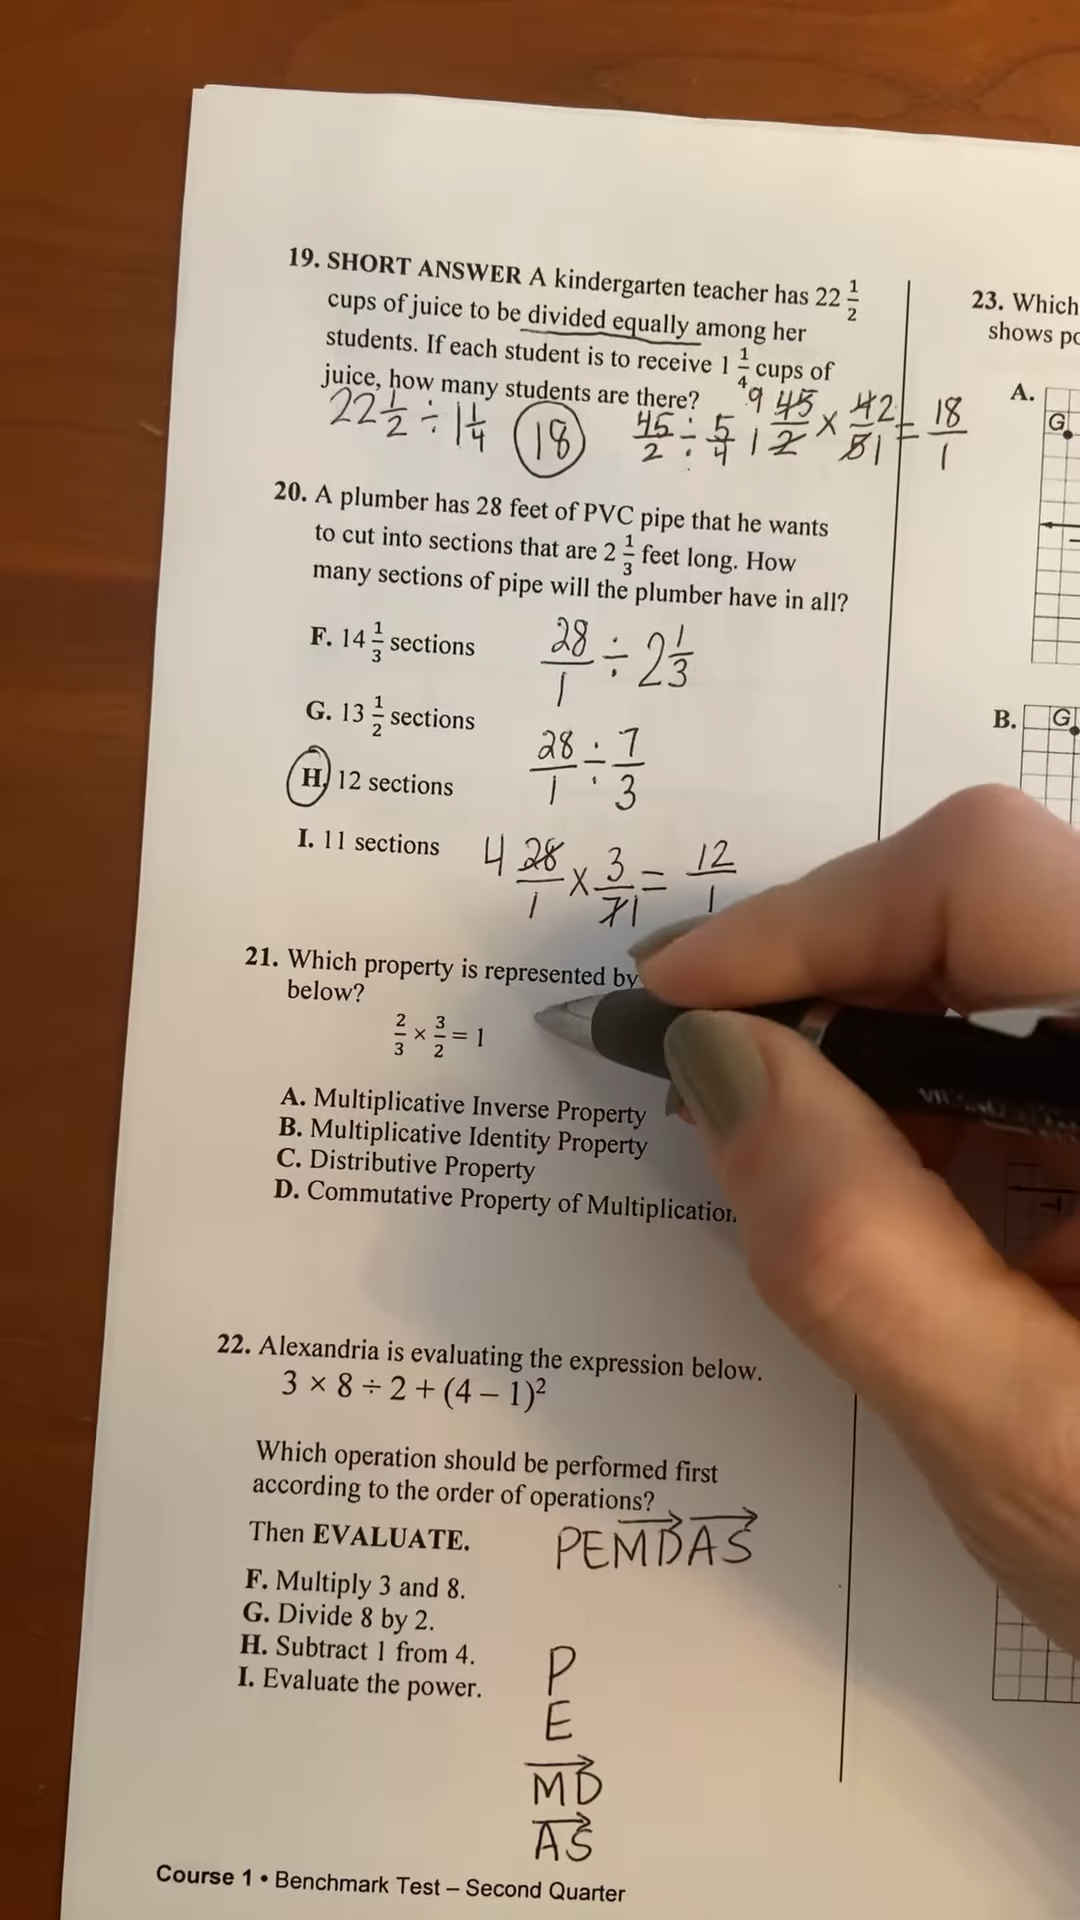 19. SHORT ANSWER A kindergarten teacher has 22 1/2
cups of juice to be divided equally among her
students. If each student is to receive 1 1/4 cups of
juice, how many students are there?
22 1/2 ÷ 1 1/4 18 45/2 ÷ 5/4 9 45/1 2 × 42/51 = 18/1
20. A plumber has 28 feet of PVC pipe that he wants
to cut into sections that are 2 1/3 feet long. How
many sections of pipe will the plumber have in all?
F. 14 1/3 sections
28/1 ÷ 2 1/3
G. 13 1/2 sections
28/1 ÷ 7/3
H. 12 sections
I. 11 sections
4 28/1 × 3/71 = 12/1
21. Which property is represented by
below?
2/3 × 3/2 = 1
A. Multiplicative Inverse Property
B. Multiplicative Identity Property
C. Distributive Property
D. Commutative Property of Multiplication
22. Alexandria is evaluating the expression below.
3 × 8 ÷ 2 + (4 – 1)²
Which operation should be performed first
according to the order of operations?
Then EVALUATE.
PEMDAS
F. Multiply 3 and 8.
G. Divide 8 by 2.
H. Subtract 1 from 4.
I. Evaluate the power.
P
E
MD
AS
Course 1 • Benchmark Test – Second Quarter
23. Which
shows
A.
G
B.
G